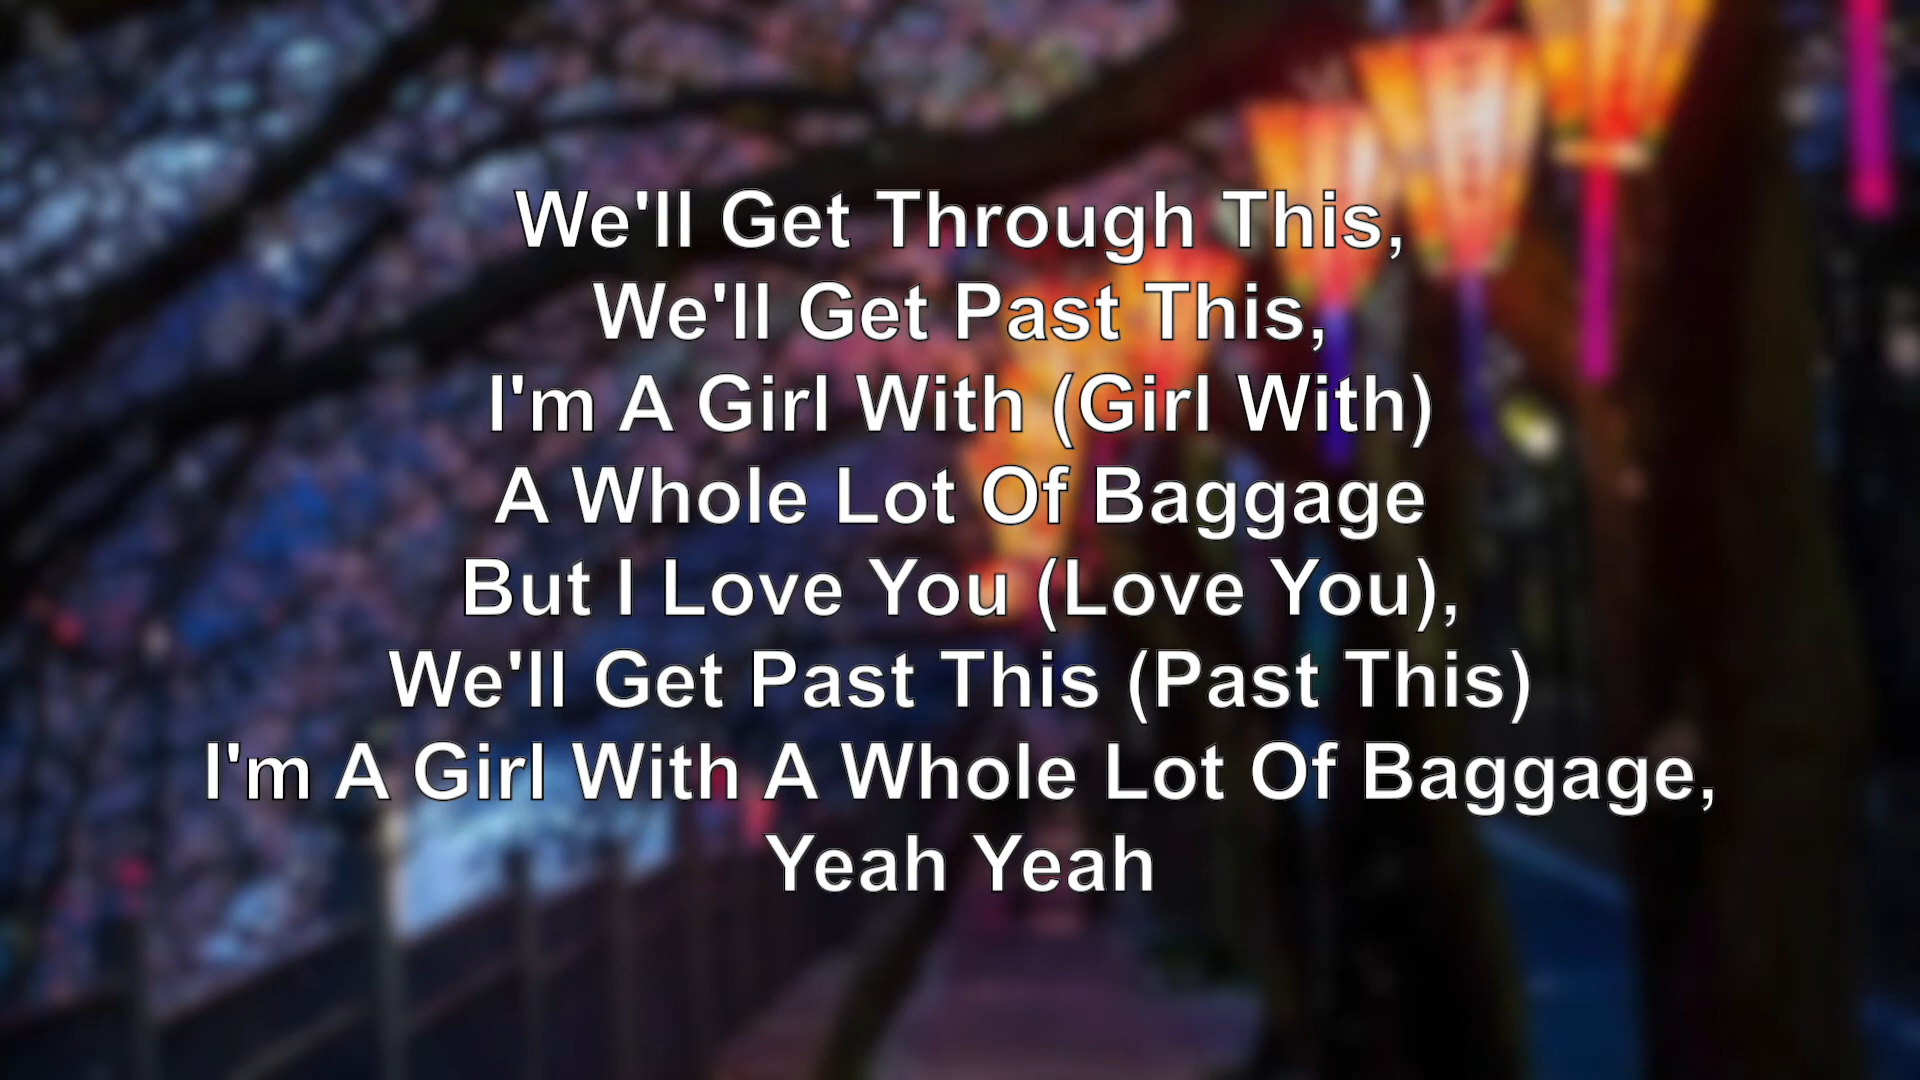 We'll Get Through This,
We'll Get Past This,
I'm A Girl With (Girl With)
A Whole Lot Of Baggage
But I Love You (Love You),
We'll Get Past This (Past This)
I'm A Girl With A Whole Lot Of Baggage,
Yeah Yeah